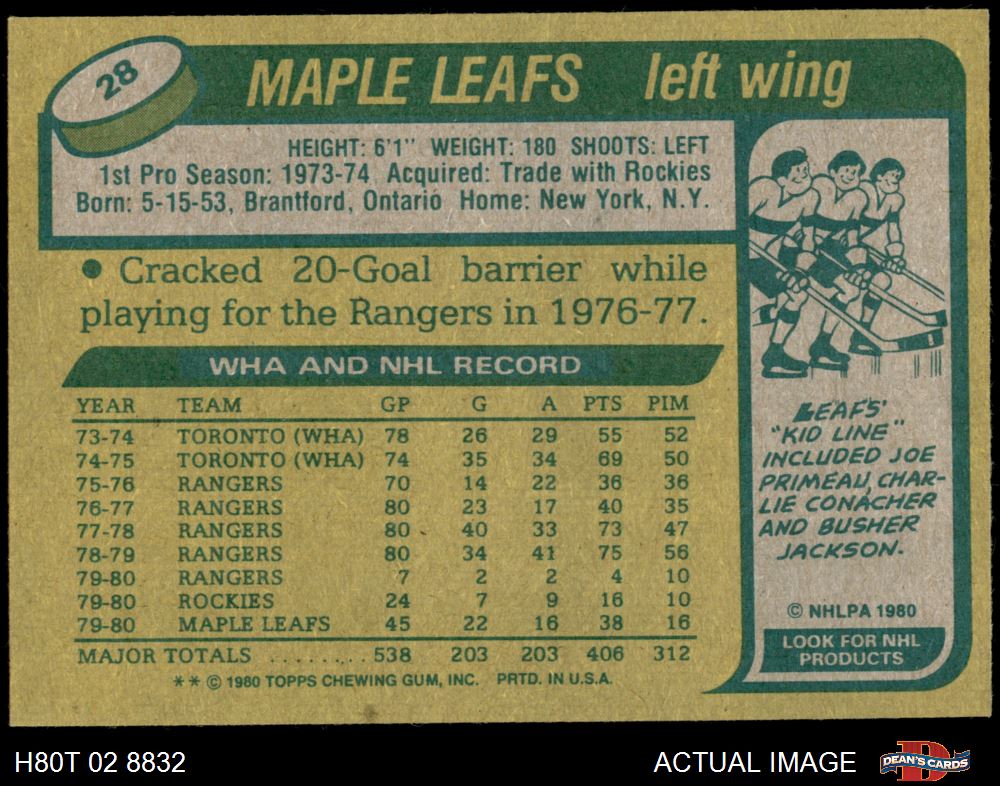 28
MAPLE LEAFS left wing
HEIGHT: 6'1" WEIGHT: 180 SHOOTS: LEFT
1st Pro Season: 1973-74 Acquired: Trade with Rockies
Born: 5-15-53, Brantford, Ontario Home: New York, N.Y.
• Cracked 20-Goal barrier while
playing for the Rangers in 1976-77.
WHA AND NHL RECORD
YEAR TEAM GP G A PTS PIM
73-74 TORONTO (WHA) 78 26 29 55 52
74-75 TORONTO (WHA) 74 35 34 69 50
75-76 RANGERS 70 14 22 36 36
76-77 RANGERS 80 23 17 40 35
77-78 RANGERS 80 40 33 73 47
78-79 RANGERS 80 34 41 75 56
79-80 RANGERS 7 2 2 4 10
79-80 ROCKIES 24 7 9 16 10
79-80 MAPLE LEAFS 45 22 16 38 16
MAJOR TOTALS ........ 538 203 203 406 312
** © 1980 TOPPS CHEWING GUM, INC. PRTD. IN U.S.A.
LEAFS'
"KID LINE"
INCLUDED JOE
PRIMEAU, CHAR-
LIE CONACHER
AND BUSHER
JACKSON.
© NHLPA 1980
LOOK FOR NHL
PRODUCTS
H80T 02 8832
ACTUAL IMAGE
D
DEAN'S CARDS